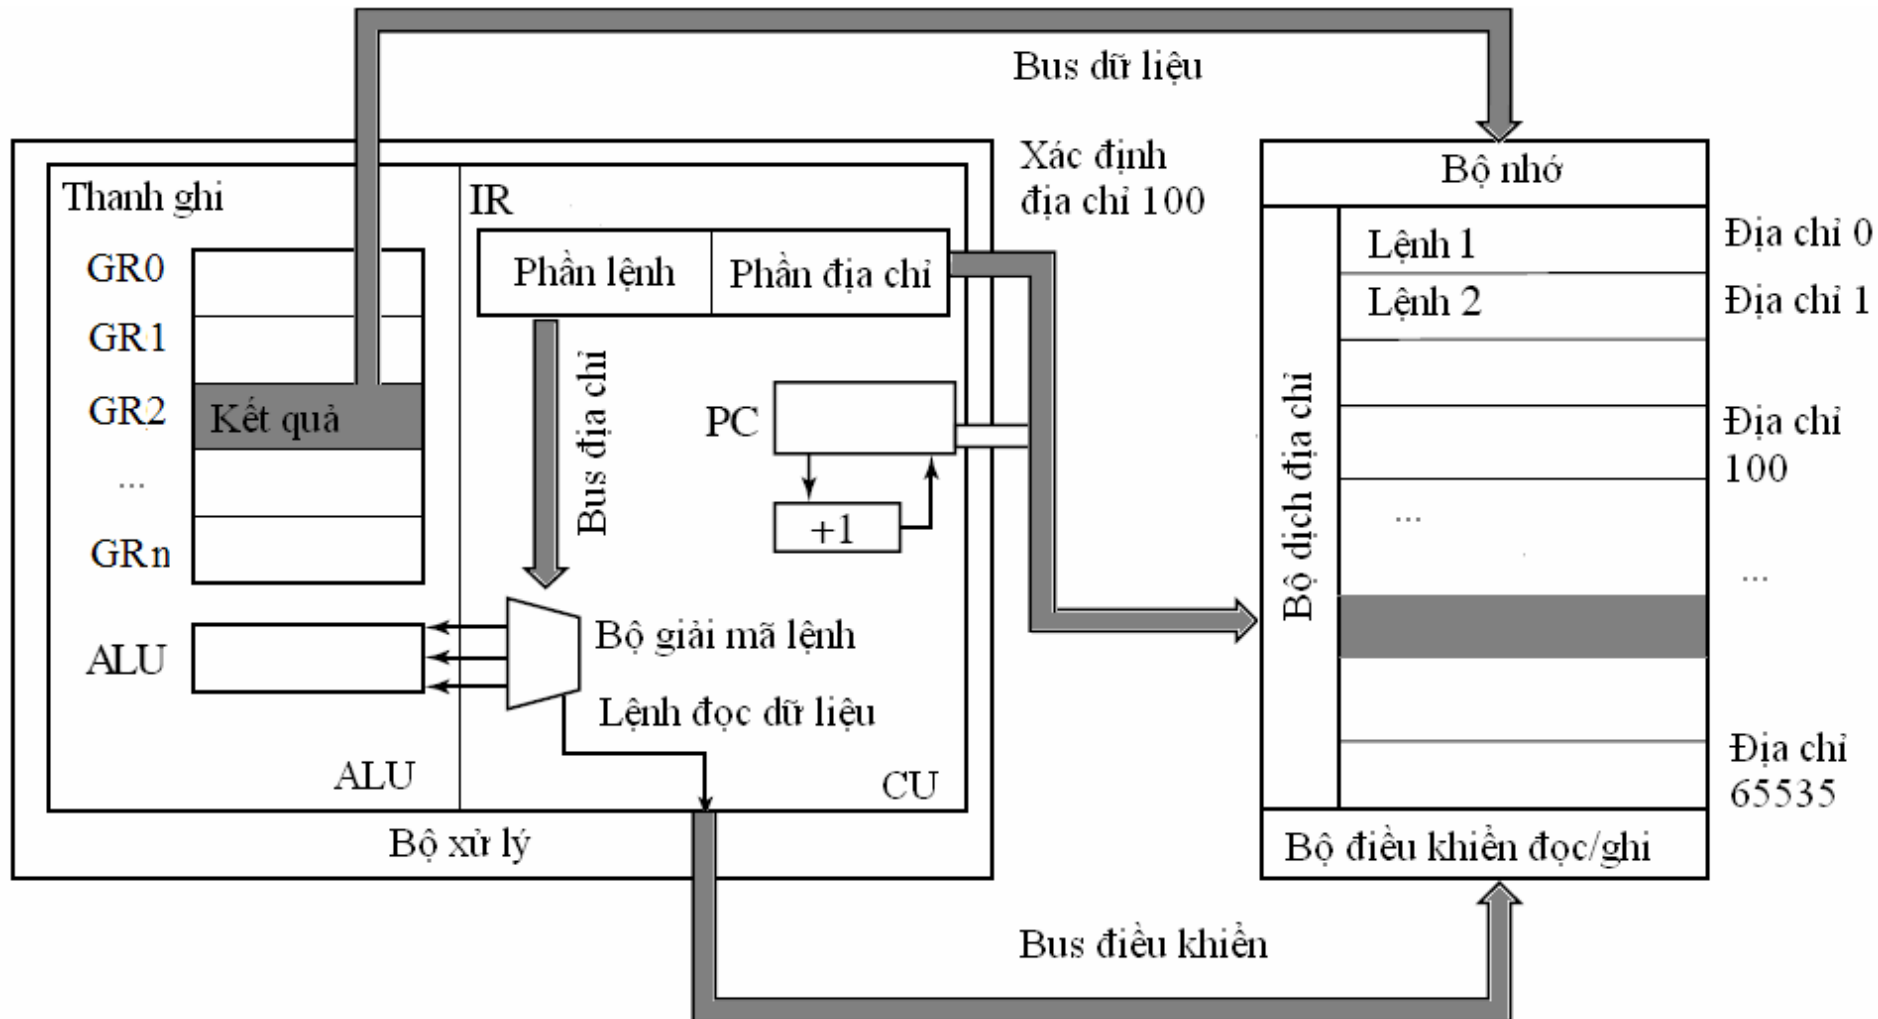 Bus dữ liệu
Thanh ghi
GR0
GR1
GR2
...
GRn
Kết quả
ALU
ALU
IR
Phần lệnh
Phần địa chỉ
Bus địa chỉ
PC
+1
Bộ giải mã lệnh
Lệnh đọc dữ liệu
CU
Bộ xử lý
Xác định
địa chỉ 100
Bộ nhớ
Bộ dịch địa chỉ
Lệnh 1
Lệnh 2
...
Địa chỉ 0
Địa chỉ 1
Địa chỉ
100
...
Địa chỉ
65535
Bộ điều khiển đọc/ghi
Bus điều khiển